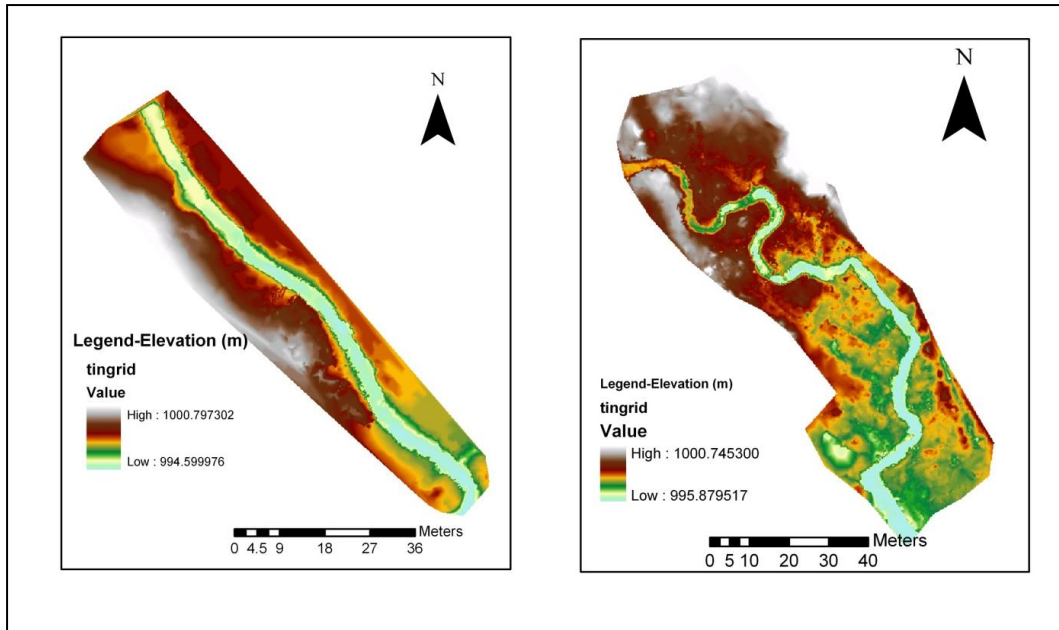 N
Legend-Elevation (m)
tingrid
Value
High : 1000.797302
Low : 994.599976
Meters
0 4.5 9 18 27 36
N
Legend-Elevation (m)
tingrid
Value
High : 1000.745300
Low : 995.879517
Meters
0 5 10 20 30 40